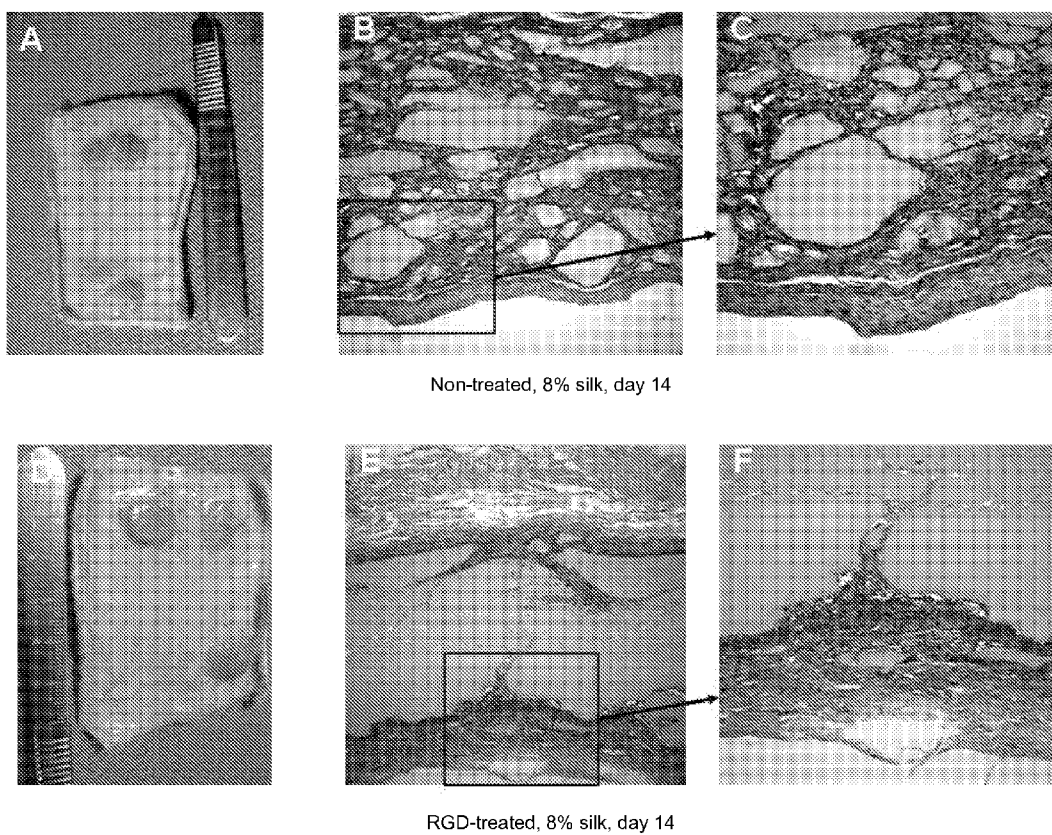 A B C
Non-treated, 8% silk, day 14
D E F
RGD-treated, 8% silk, day 14